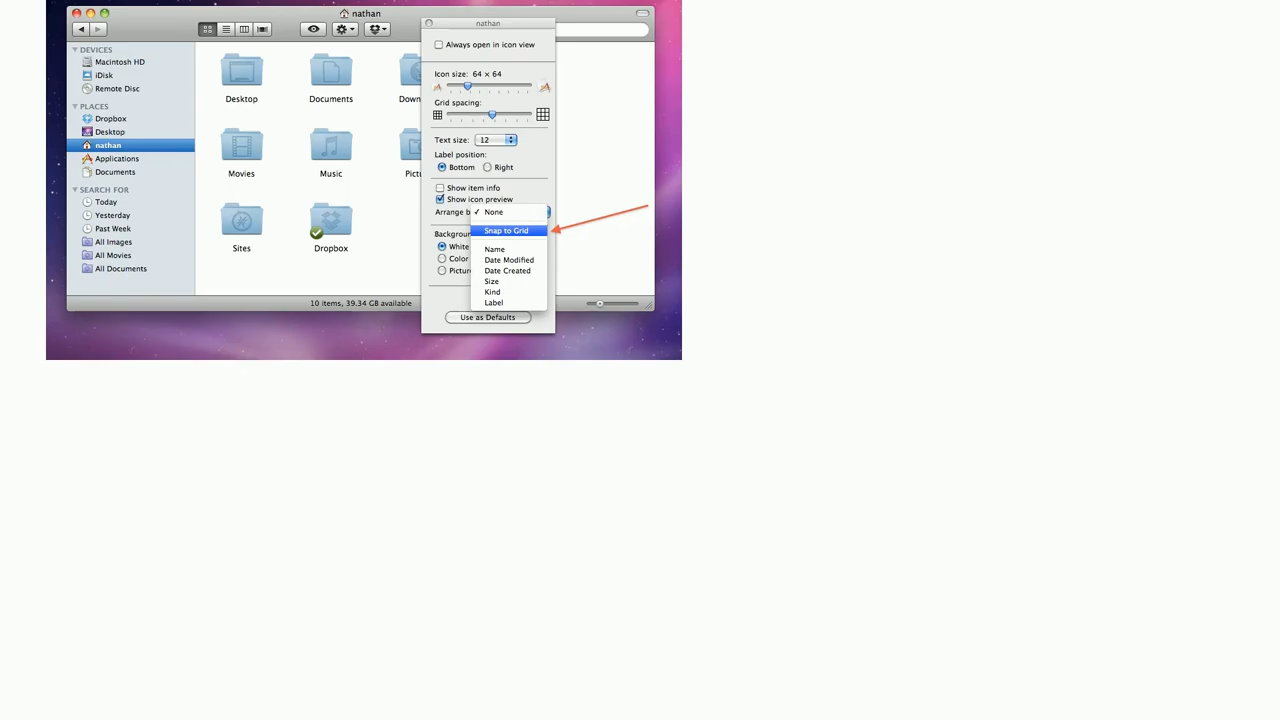 nathan
nathan
Always open in icon view
DEVICES
Macintosh HD
iDisk
Remote Disc
PLACES
Dropbox
Desktop
nathan
Applications
Documents
SEARCH FOR
Today
Yesterday
Past Week
All Images
All Movies
All Documents
Desktop
Documents
Movies
Music
Sites
Dropbox
10 items, 39.34 GB available
Icon size: 64 × 64
Grid spacing:
Text size: 12
Label position:
Bottom Right
Show item info
Show icon preview
Arrange
None
Snap to Grid
Name
Date Modified
Date Created
Size
Kind
Label
White
Color
Use as Defaults